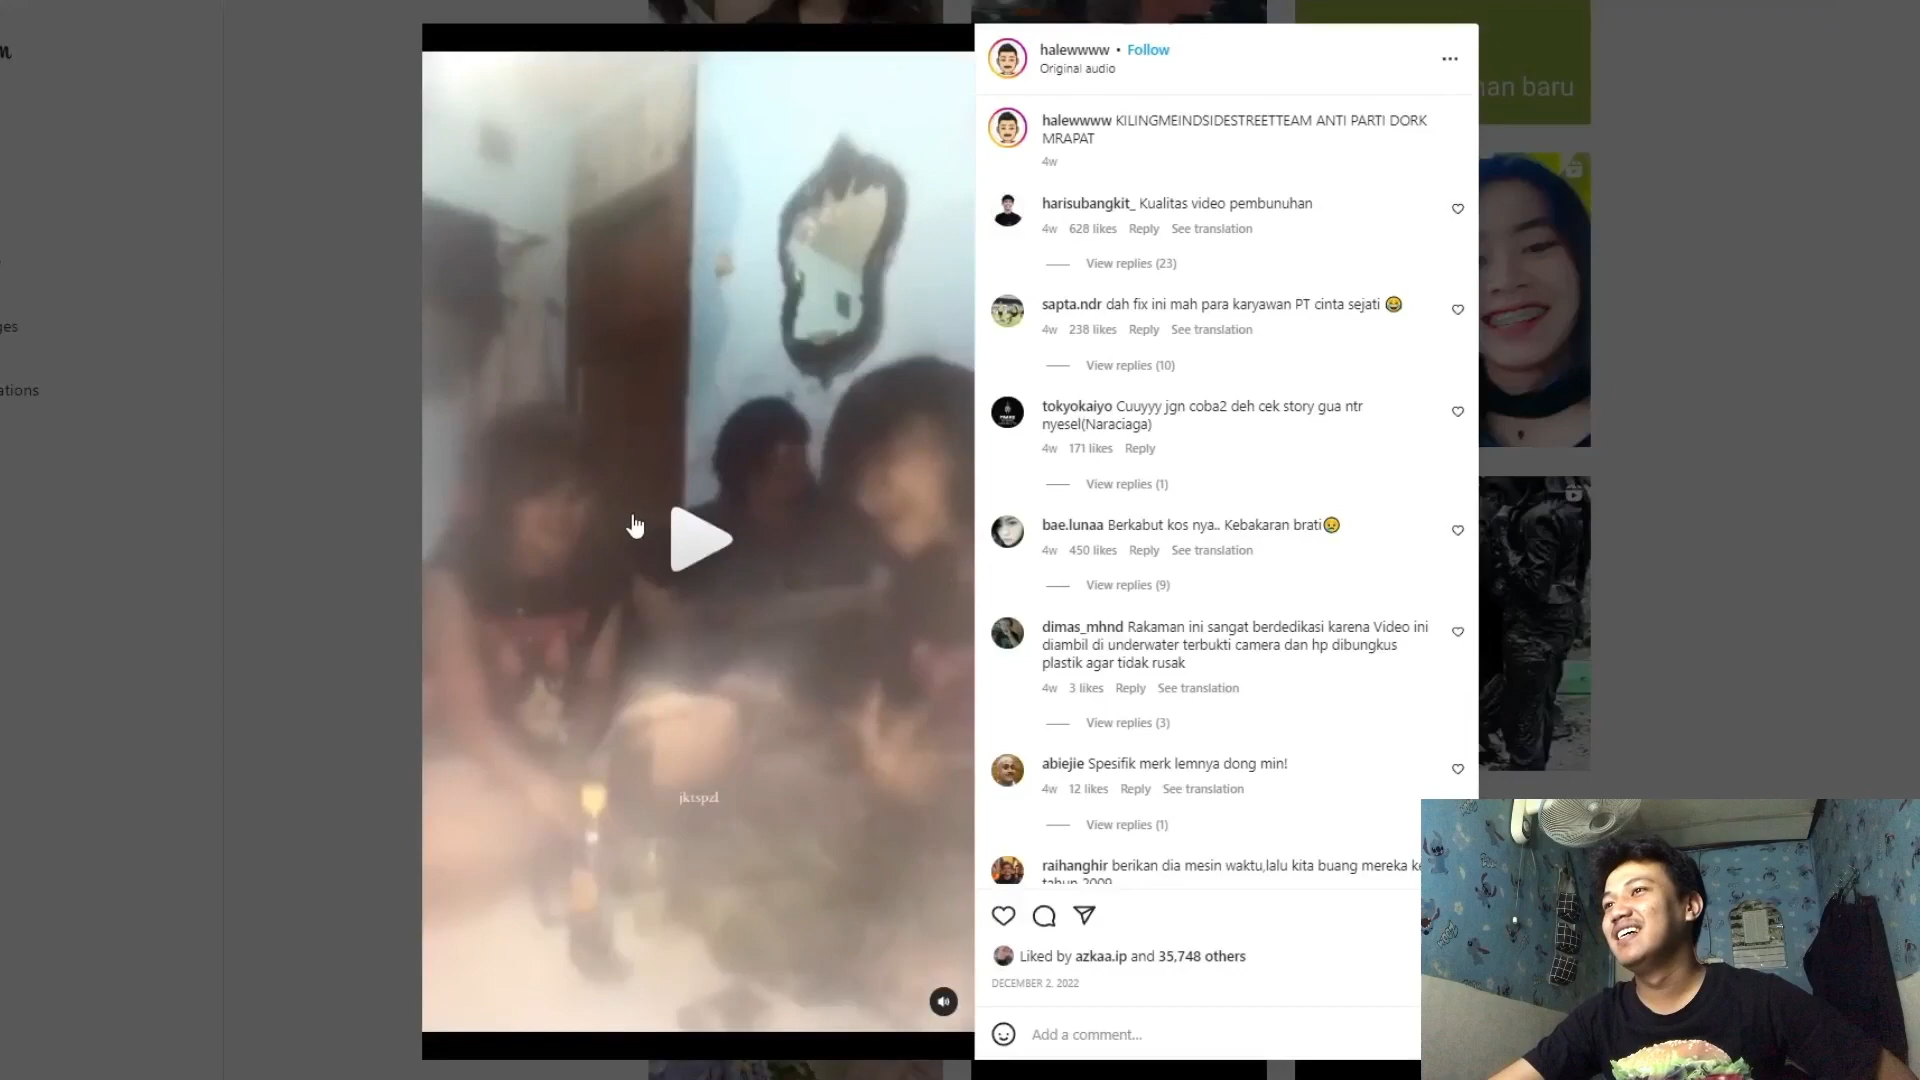 m
ges
ations
man baru
jktspzl
halewwww • Follow
Original audio
halewwww KILINGMEINDSIDESTREETTEAM ANTI PARTI DORK
MRAPAT
4w
harisubangkit_ Kualitas video pembunuhan
4w 628 likes Reply See translation
View replies (23)
sapta.ndr dah fix ini mah para karyawan PT cinta sejati 😂
4w 238 likes Reply See translation
View replies (10)
tokyokaiyo Cuuyyy jgn coba2 deh cek story gua ntr
nyesel(Naraciaga)
4w 171 likes Reply
View replies (1)
bae.lunaa Berkabut kos nya.. Kebakaran brati😢
4w 450 likes Reply See translation
View replies (9)
dimas_mhnd Rakaman ini sangat berdedikasi karena Video ini
diambil di underwater terbukti camera dan hp dibungkus
plastik agar tidak rusak
4w 3 likes Reply See translation
View replies (3)
abiejie Spesifik merk lemnya dong min!
4w 12 likes Reply See translation
View replies (1)
raihanghir berikan dia mesin waktu,lalu kita buang mereka ke
tahun 2009
Liked by azkaa.ip and 35,748 others
DECEMBER 2, 2022
Add a comment...